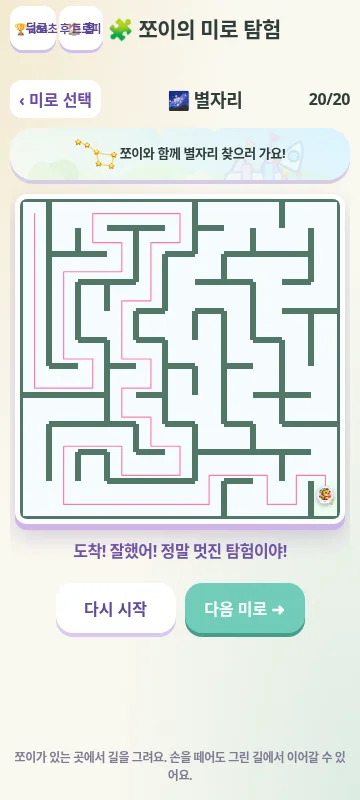 쪼이의 미로 탐험
‹ 미로 선택
별자리
20/20
쪼이와 함께 별자리 찾으러 가요!
도착! 잘했어! 정말 멋진 탐험이야!
다시 시작
다음 미로 ➜
쪼이가 있는 곳에서 길을 그려요. 손을 떼어도 그린 길에서 이어갈 수 있
어요.